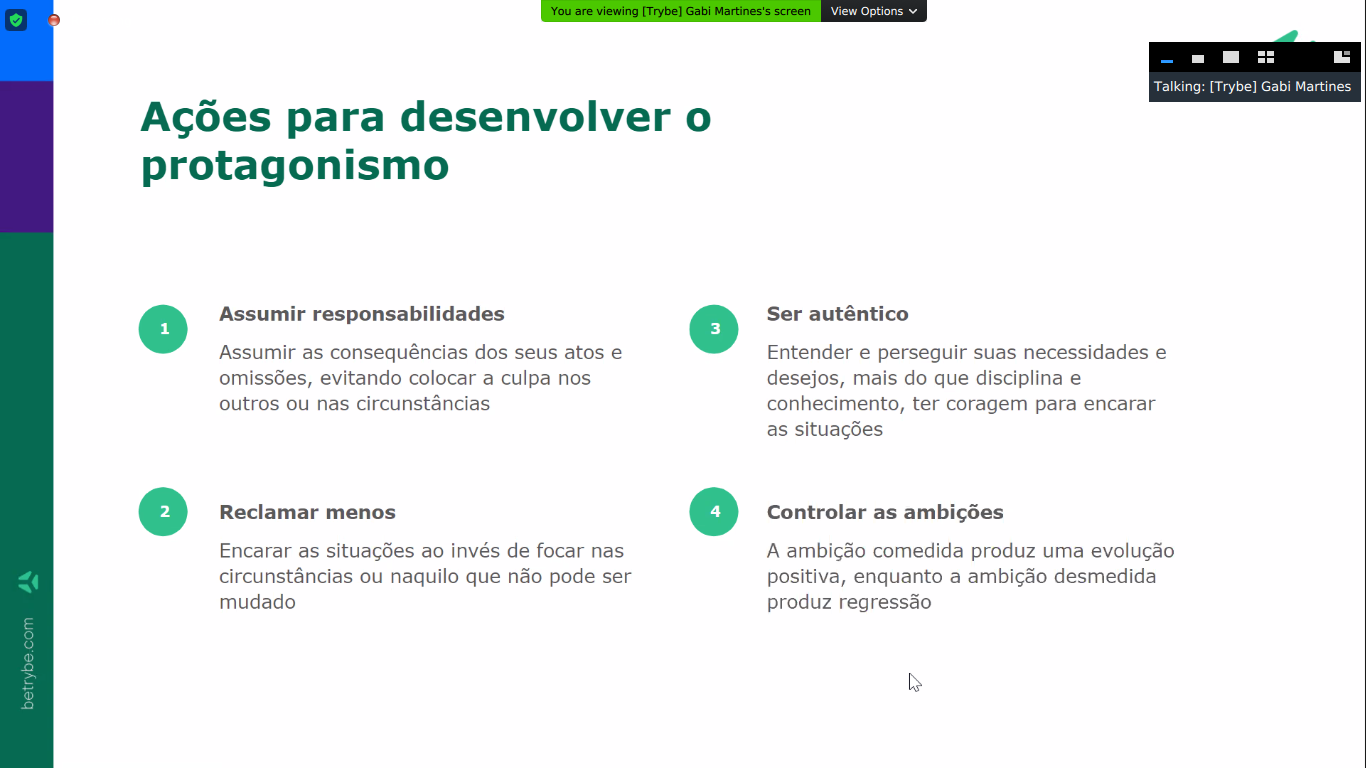 You are viewing [Trybe] Gabi Martines's screen
View Options
Talking: [Trybe] Gabi Martines
Ações para desenvolver o
protagonismo
1
Assumir responsabilidades
Assumir as consequências dos seus atos e
omissões, evitando colocar a culpa nos
outros ou nas circunstâncias
2
Reclamar menos
Encarar as situações ao invés de focar nas
circunstâncias ou naquilo que não pode ser
mudado
3
Ser autêntico
Entender e perseguir suas necessidades e
desejos, mais do que disciplina e
conhecimento, ter coragem para encarar
as situações
4
Controlar as ambições
A ambição comedida produz uma evolução
positiva, enquanto a ambição desmedida
produz regressão
betrybe.com